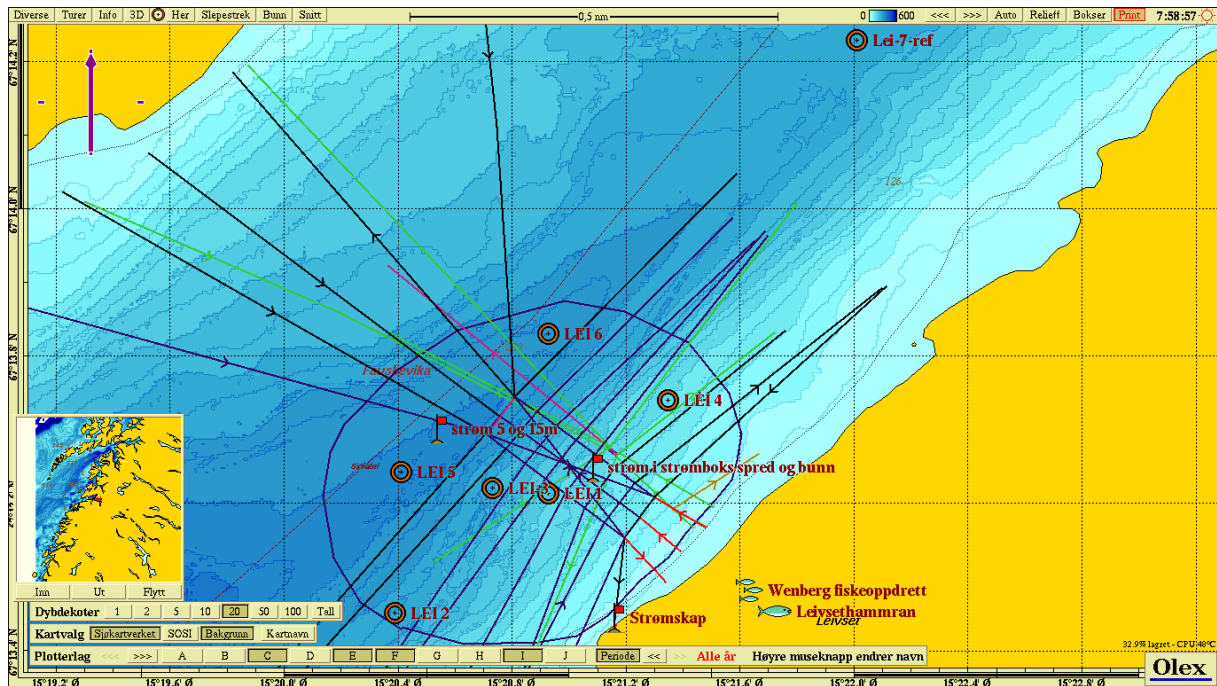 Diverse Turer Info 3D Her Slepestrek Bunn Snitt 0,5 nm 0 600 <<< >>> Auto Relieff Bokser Print 7:58:57
Lei-7-ref
67°14.2 N
126
67°14.0 N
LEI 6
67°13.8 N
Fauskevika
LEI 4
strøm 5 og 15m
strøm i strømboks spred og bunn
Sjøkabel
LEI 5
LEI 3
LEI 1
Inn Ut Flytt
Wenberg fiskeoppdrett
Dybdekoter 1 2 5 10 20 50 100 Tall
LEI 2
Strømskap
Leivsethammran
Leivset
Kartvalg Sjøkartverket SOSI Bakgrunn Kartnavn
32.9% lagret - CPU:48°C
Plotterlag <<< >>> A B C D E F G H I J Periode << >> Alle år Høyre museknapp endrer navn
67°13.4 N
Olex
15°19.2 Ø 15°19.6 Ø 15°20.0 Ø 15°20.4 Ø 15°20.8 Ø 15°21.2 Ø 15°21.6 Ø 15°22.0 Ø 15°22.4 Ø 15°22.8 Ø